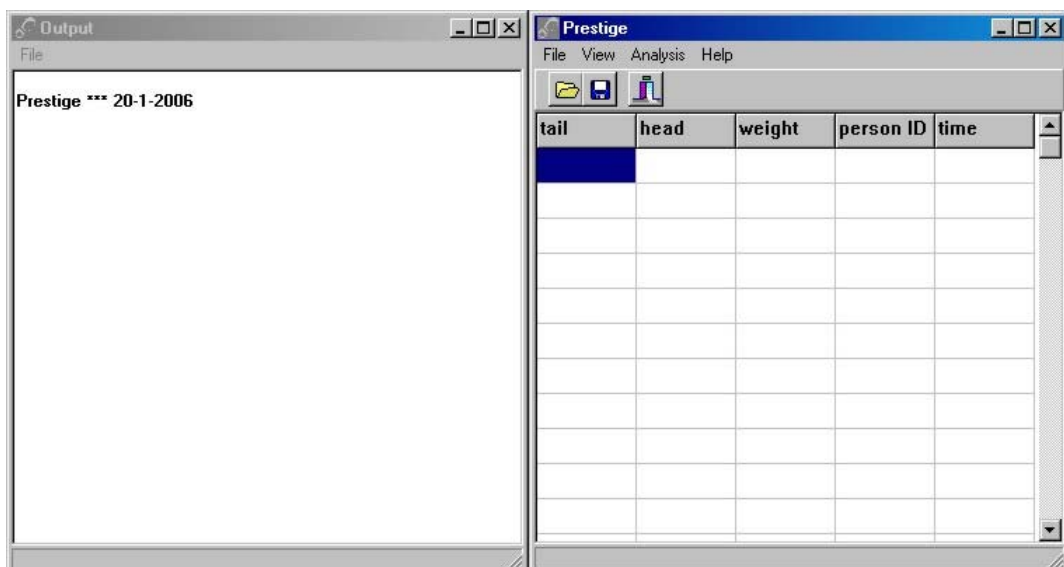 Output
File
Prestige *** 20-1-2006
Prestige
File View Analysis Help
tail head weight person ID time